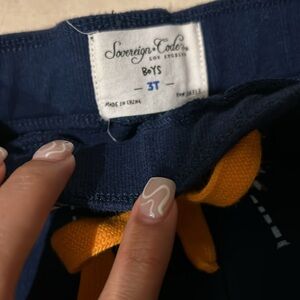 Sovereign Code
LOS ANGELES
BOYS
3T
MADE IN CHINA